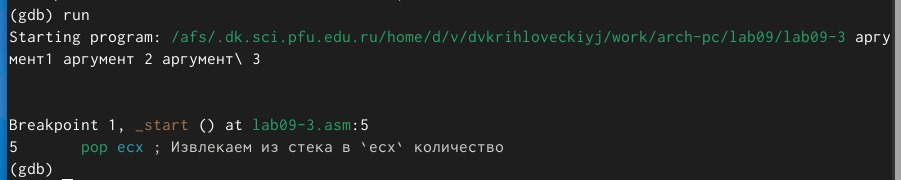 (gdb) run
Starting program: /afs/.dk.sci.pfu.edu.ru/home/d/v/dvkrihloveckiyj/work/arch-pc/lab09/lab09-3 аргу
мент1 аргумент 2 аргумент\ 3
Breakpoint 1, _start () at lab09-3.asm:5
5       pop ecx ; Извлекаем из стека в `ecx` количество
(gdb)